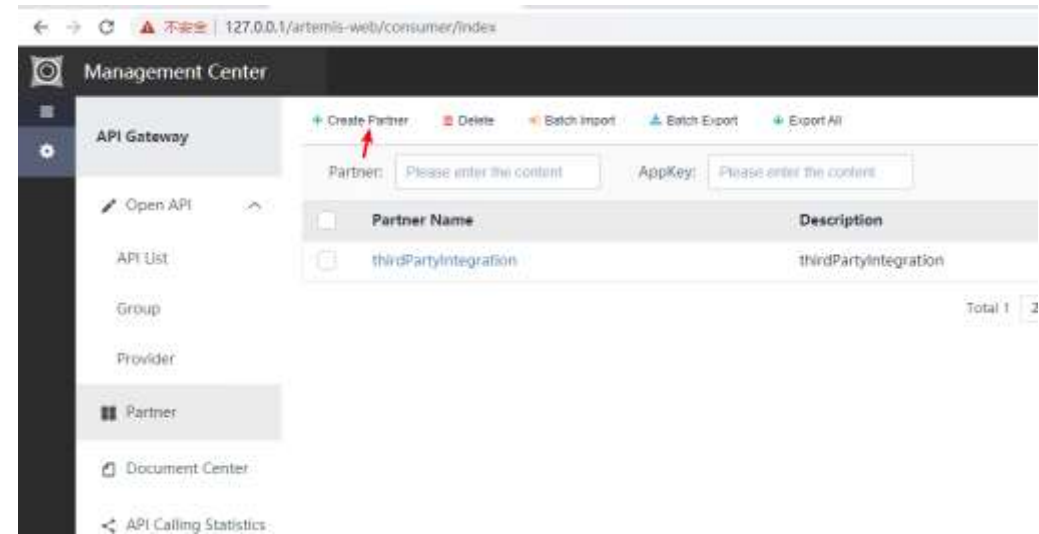 不安全 | 127.0.0.1/artemis-web/consumer/index
Management Center
API Gateway
Open API
API List
Group
Provider
Partner
Document Center
API Calling Statistics
+ Create Partner Delete Batch Import Batch Export Export All
Partner: Please enter the content AppKey: Please enter the content
Partner Name Description
thirdPartyIntegration thirdPartyIntegration
Total 1 2